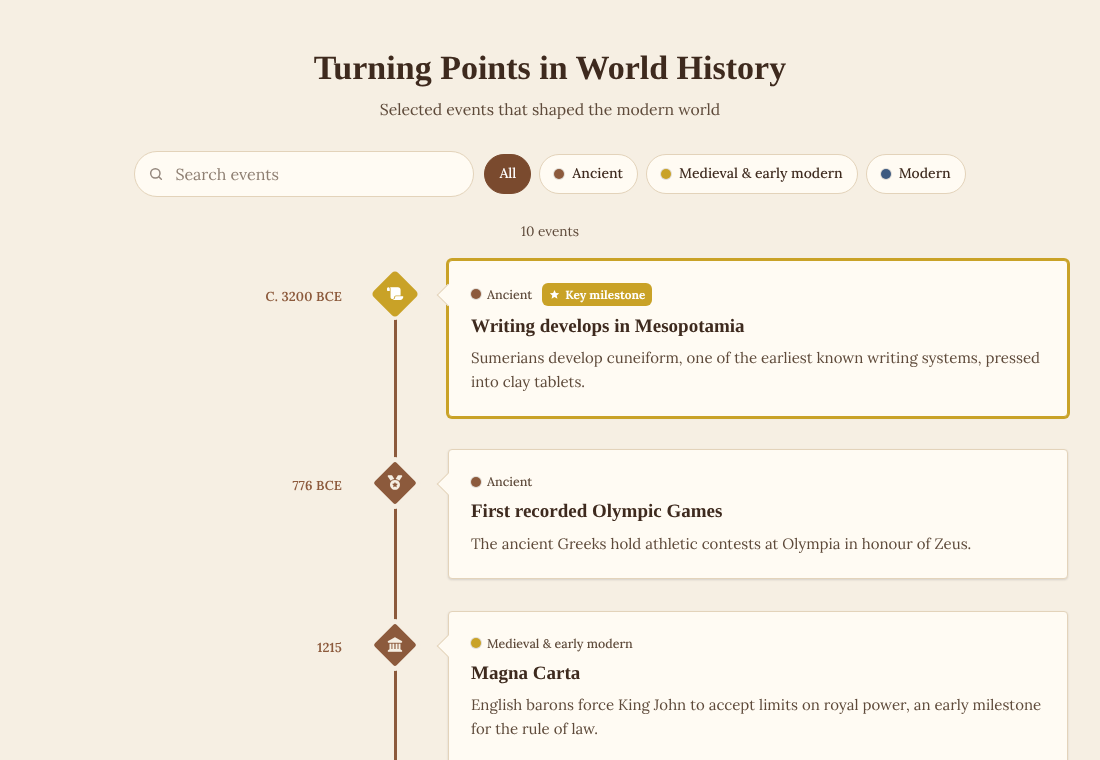 Turning Points in World History
Selected events that shaped the modern world
Search events
All
Ancient
Medieval & early modern
Modern
10 events
C. 3200 BCE
Ancient
Key milestone
Writing develops in Mesopotamia
Sumerians develop cuneiform, one of the earliest known writing systems, pressed
into clay tablets.
776 BCE
Ancient
First recorded Olympic Games
The ancient Greeks hold athletic contests at Olympia in honour of Zeus.
1215
Medieval & early modern
Magna Carta
English barons force King John to accept limits on royal power, an early milestone
for the rule of law.